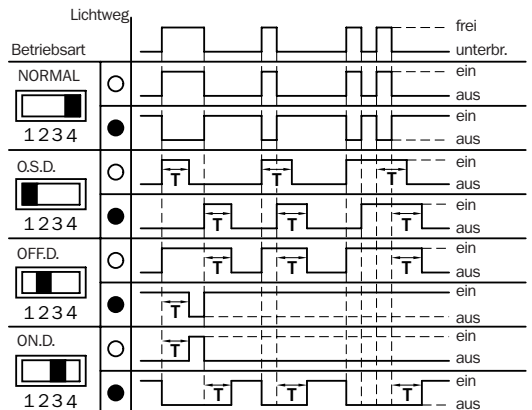 Lichtweg
frei
Betriebsart
unterbr.
NORMAL
ein
aus
1234
ein
aus
O.S.D.
T T T
ein
aus
1234
T T T
ein
aus
OFF.D.
T T T
ein
aus
1234
T
ein
aus
ON.D.
T
ein
aus
1234
T T T
ein
aus